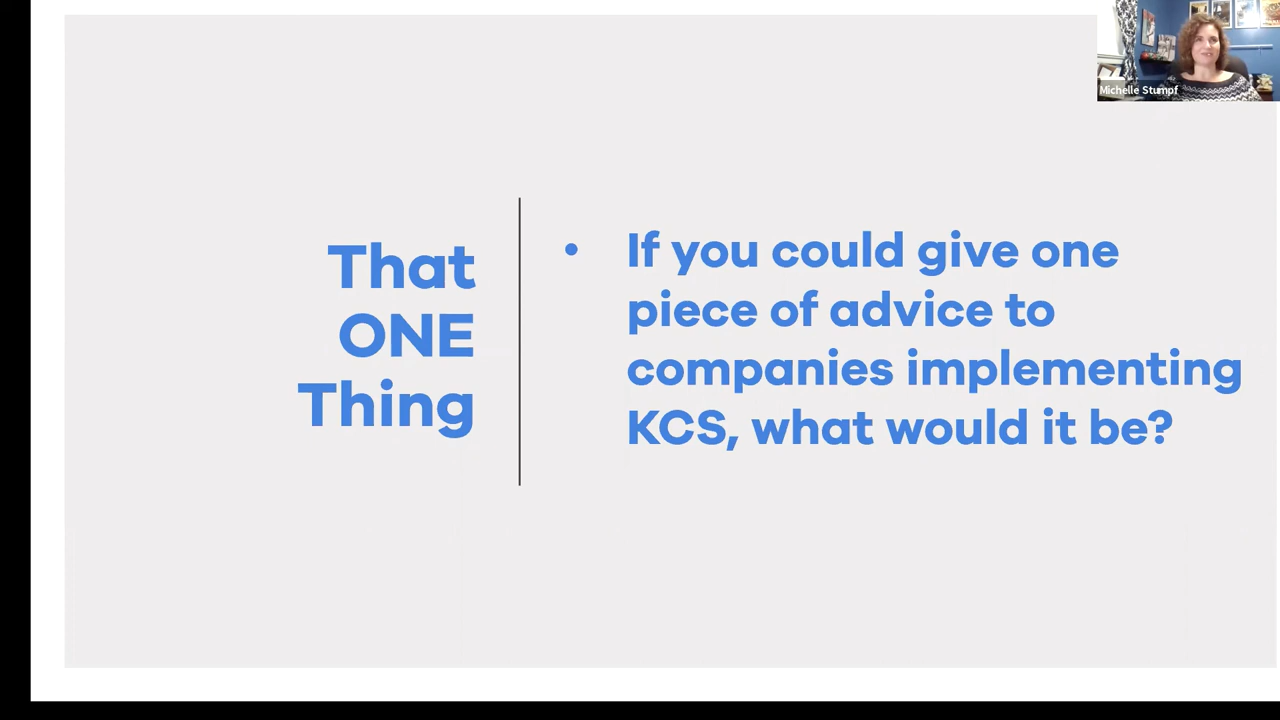 Michelle Stumpf
That
ONE
Thing
• If you could give one
piece of advice to
companies implementing
KCS, what would it be?